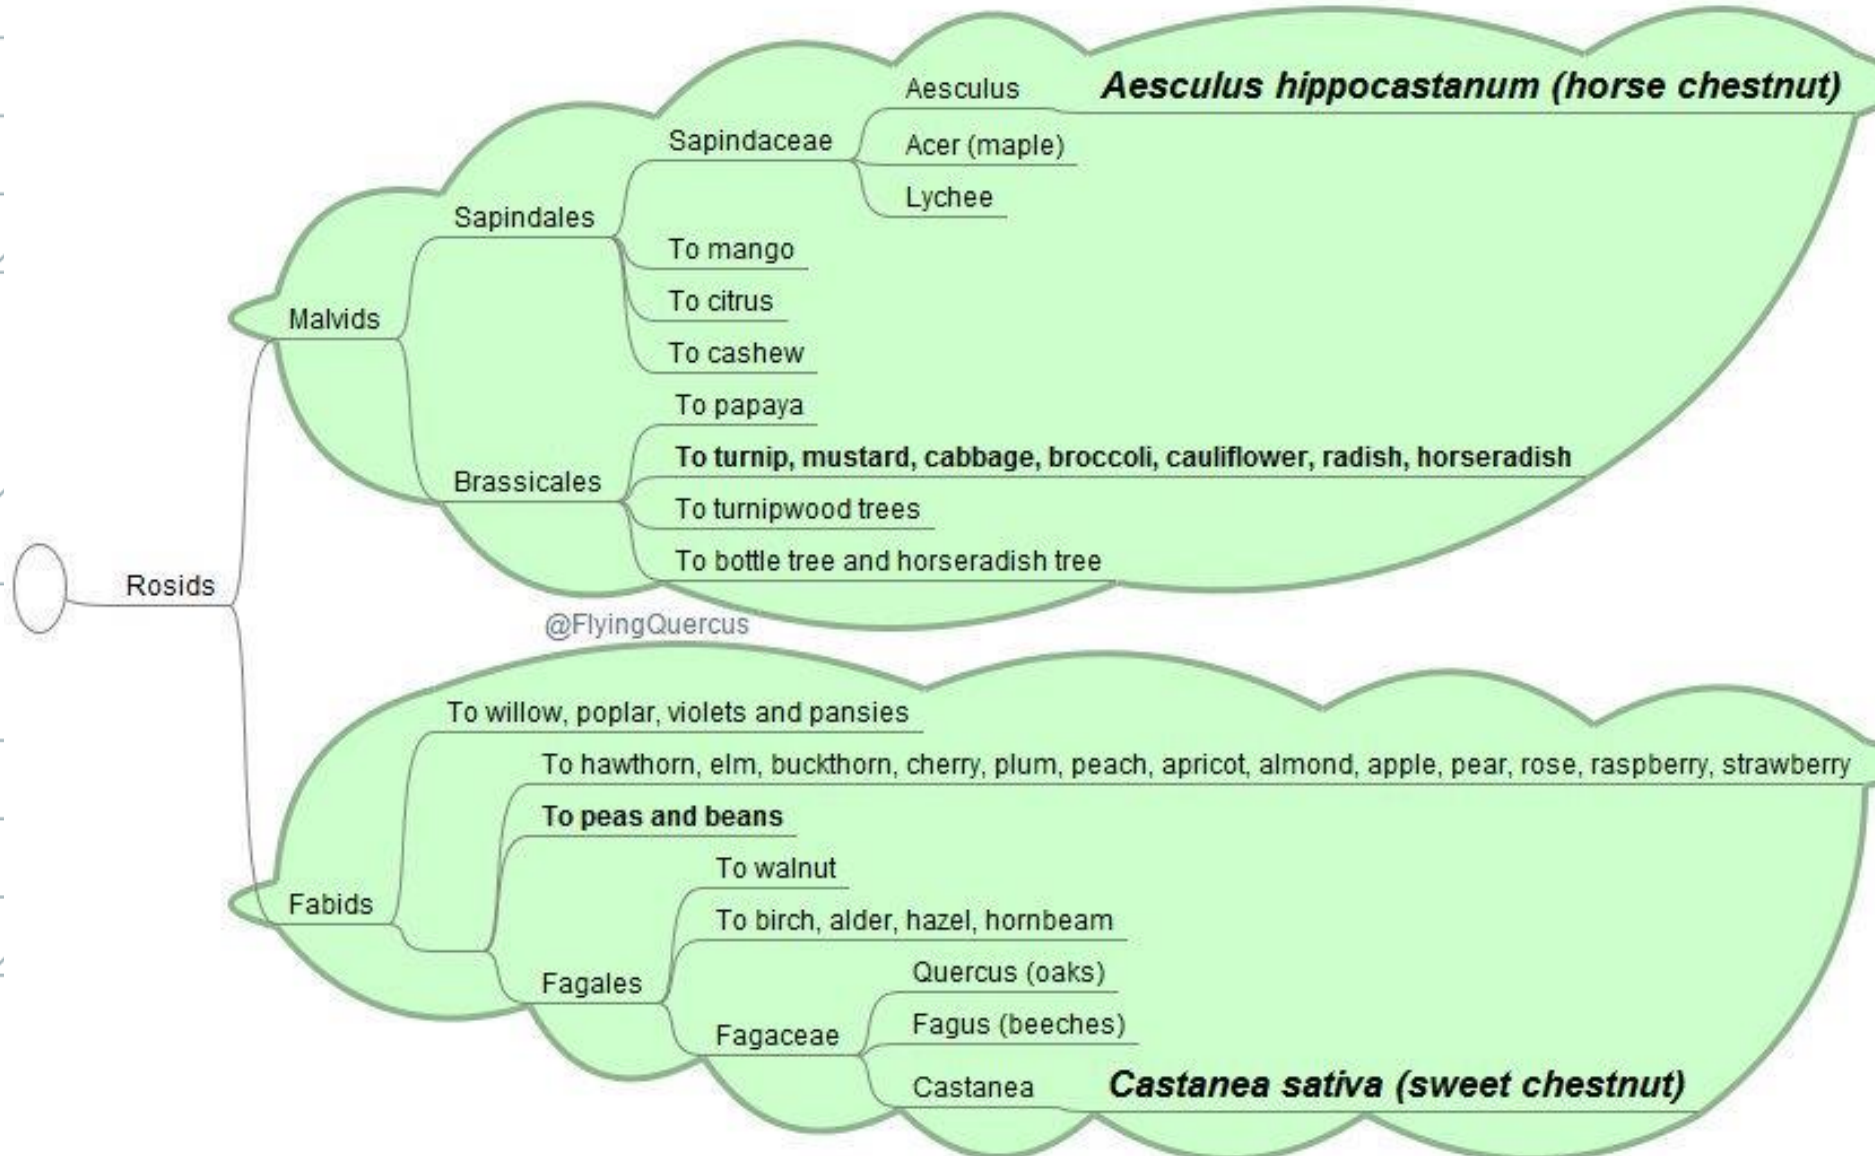 Aesculus
Aesculus hippocastanum (horse chestnut)
Sapindaceae
Acer (maple)
Lychee
Sapindales
To mango
To citrus
Malvids
To cashew
To papaya
To turnip, mustard, cabbage, broccoli, cauliflower, radish, horseradish
Brassicales
To turnipwood trees
To bottle tree and horseradish tree
Rosids
@FlyingQuercus
To willow, poplar, violets and pansies
To hawthorn, elm, buckthorn, cherry, plum, peach, apricot, almond, apple, pear, rose, raspberry, strawberry
To peas and beans
To walnut
Fabids
To birch, alder, hazel, hornbeam
Quercus (oaks)
Fagales
Fagus (beeches)
Fagaceae
Castanea
Castanea sativa (sweet chestnut)